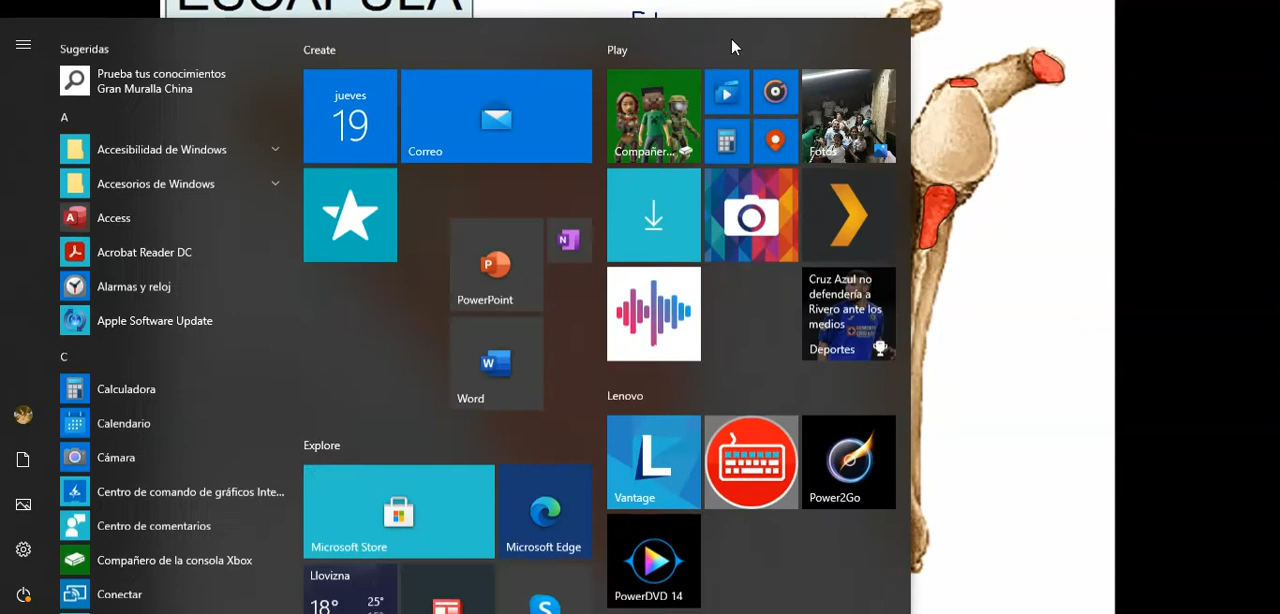 ESCAPULA
Sugeridas
Prueba tus conocimientos
Gran Muralla China
A
Accesibilidad de Windows
Accesorios de Windows
Access
Acrobat Reader DC
Alarmas y reloj
Apple Software Update
C
Calculadora
Calendario
Cámara
Centro de comando de gráficos Inte...
Centro de comentarios
Compañero de la consola Xbox
Conectar
Create
jueves
19
Correo
PowerPoint
Word
Explore
Microsoft Store
Microsoft Edge
Llovizna
18°
25°
Play
Compañer...
Fotos
Cruz Azul no
defendería a
Rivero ante los
medios
Deportes
Lenovo
L
Vantage
Power2Go
PowerDVD 14